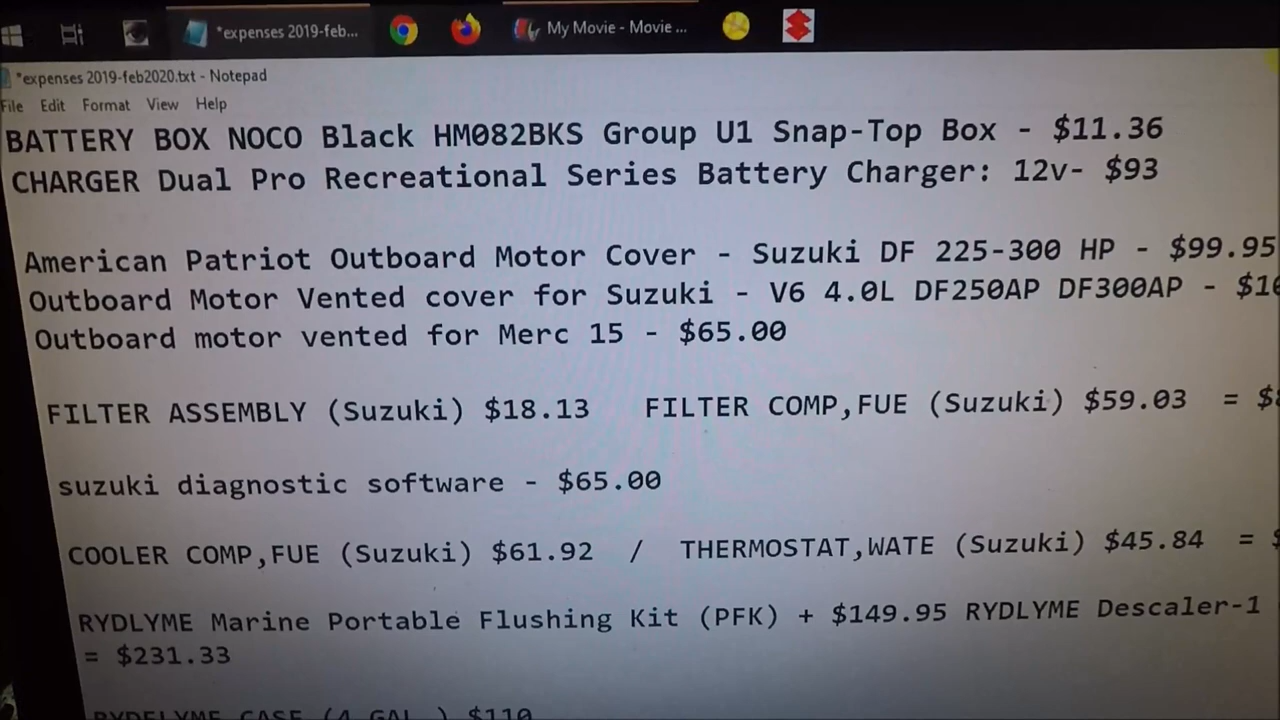 *expenses 2019-feb...
My Movie - Movie ...
*expenses 2019-feb2020.txt - Notepad
File Edit Format View Help
BATTERY BOX NOCO Black HM082BKS Group U1 Snap-Top Box - $11.36
CHARGER Dual Pro Recreational Series Battery Charger: 12v- $93
American Patriot Outboard Motor Cover - Suzuki DF 225-300 HP - $99.95
Outboard Motor Vented cover for Suzuki - V6 4.0L DF250AP DF300AP -
Outboard motor vented for Merc 15 - $65.00
FILTER ASSEMBLY (Suzuki) $18.13 FILTER COMP,FUE (Suzuki) $59.03 =
suzuki diagnostic software - $65.00
COOLER COMP,FUE (Suzuki) $61.92 / THERMOSTAT,WATE (Suzuki) $45.84 =
RYDLYME Marine Portable Flushing Kit (PFK) + $149.95 RYDLYME Descaler-1
= $231.33
RYDELYME CASE (4 GAL.) $110